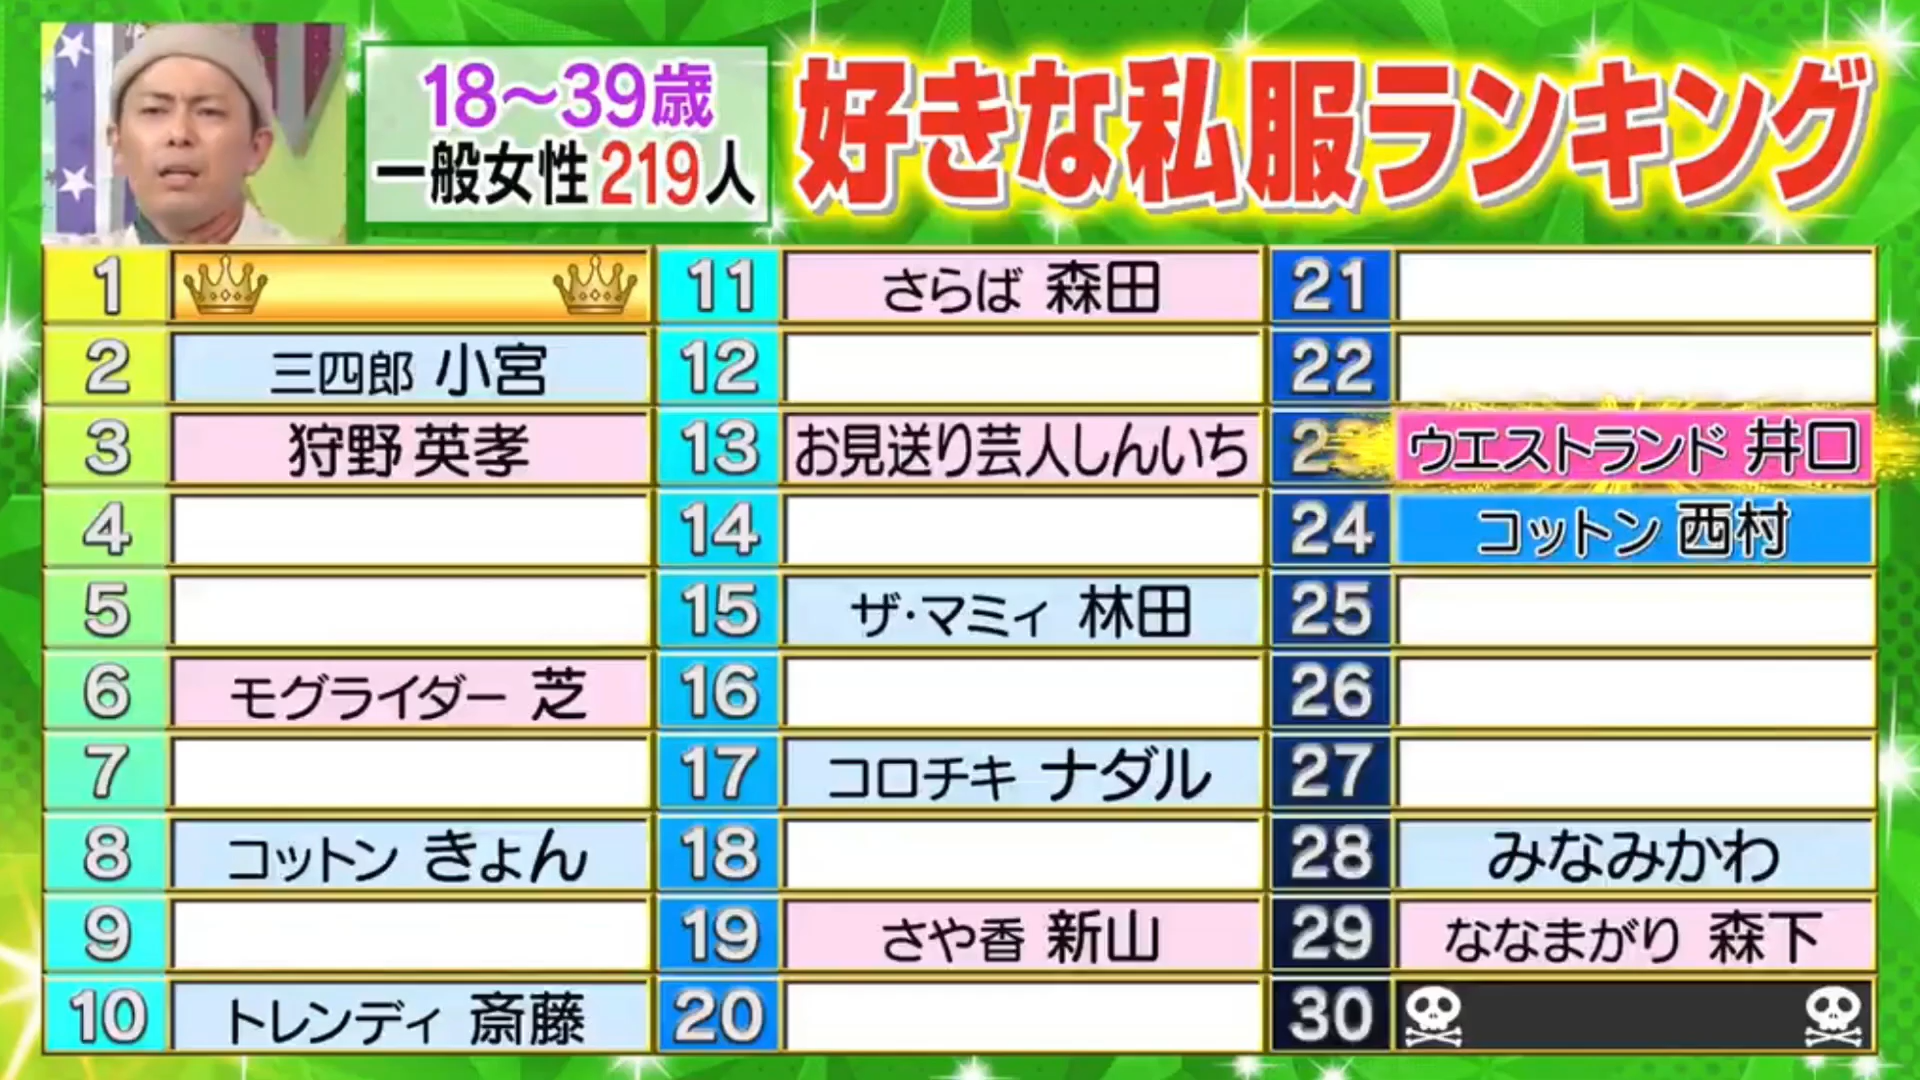 18〜39歳
一般女性219人
好きな私服ランキング
1
2 三四郎 小宮
3 狩野英孝
4
5
6 モグライダー 芝
7
8 コットン きょん
9
10 トレンディ 斎藤
11 さらば 森田
12
13 お見送り芸人しんいち
14
15 ザ・マミィ 林田
16
17 コロチキ ナダル
18
19 さや香 新山
20
21
22
23 ウエストランド 井口
24 コットン 西村
25
26
27
28 みなみかわ
29 ななまがり 森下
30